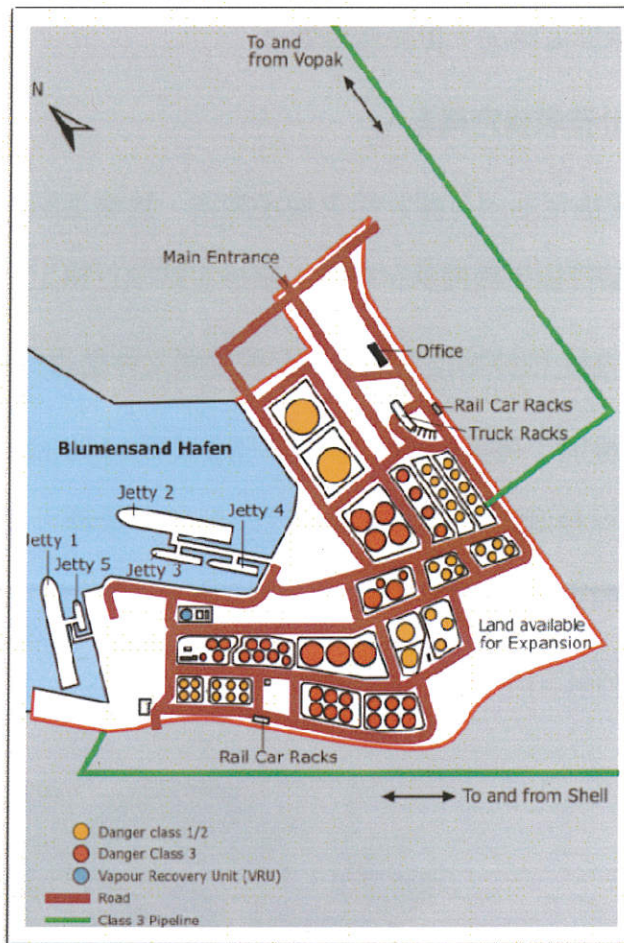 To and
from Vopak
N
Main Entrance
Office
Rail Car Racks
Truck Racks
Blumensand Hafen
Jetty 2
Jetty 4
Jetty 1
Jetty 5
Jetty 3
Land available
for Expansion
Rail Car Racks
To and from Shell
Danger class 1/2
Danger Class 3
Vapour Recovery Unit (VRU)
Road
Class 3 Pipeline